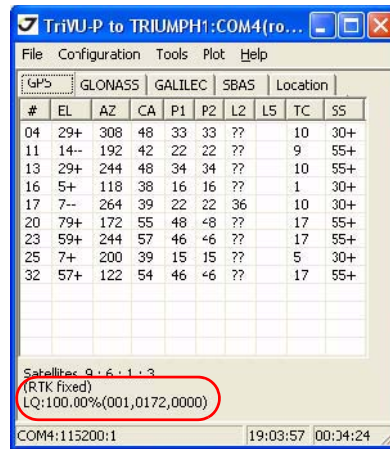 TriVU-P to TRIUMPH1:COM4(ro...
File Configuration Tools Plot Help
GPS GLONASS GALILEC SBAS Location
# EL AZ CA P1 P2 L2 L5 TC SS
04 29+ 308 48 33 33 ?? 10 30+
11 14-- 192 42 22 22 ?? 9 55+
13 29+ 244 48 34 34 ?? 10 55+
16 5+ 118 38 16 16 ?? 1 30+
17 7-- 264 39 22 22 36 10 30+
20 79+ 172 55 48 48 ?? 17 55+
23 59+ 244 57 46 46 ?? 17 55+
25 7+ 200 39 15 15 ?? 5 30+
32 57+ 122 54 46 46 ?? 17 55+
Satellites 9 : 6 : 1 : 3
(RTK fixed)
LQ:100.00%(001,0172,0000)
COM4:115200:1 19:03:57 00:04:24